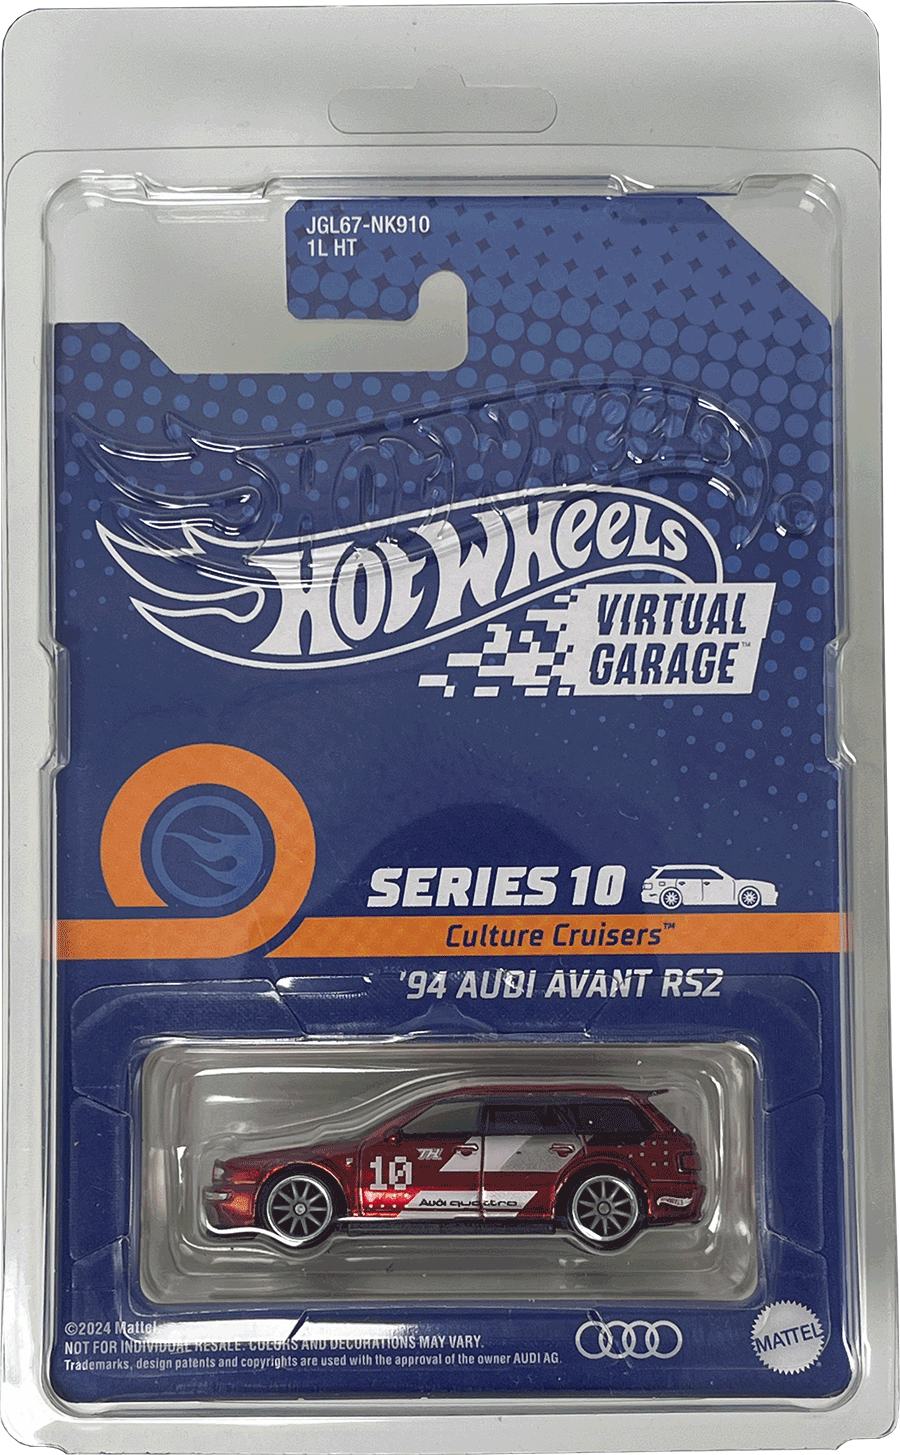 JGL67-NK910
1L HT
HOT WHEELS
HOT WHEELS
VIRTUAL
GARAGE™
SERIES 10
Culture Cruisers™
'94 AUDI AVANT RS2
TH
10
Audi quattro
©2024 Mattel.
NOT FOR INDIVIDUAL RESALE. COLORS AND DECORATIONS MAY VARY.
Trademarks, design patents and copyrights are used with the approval of the owner AUDI AG.
MATTEL